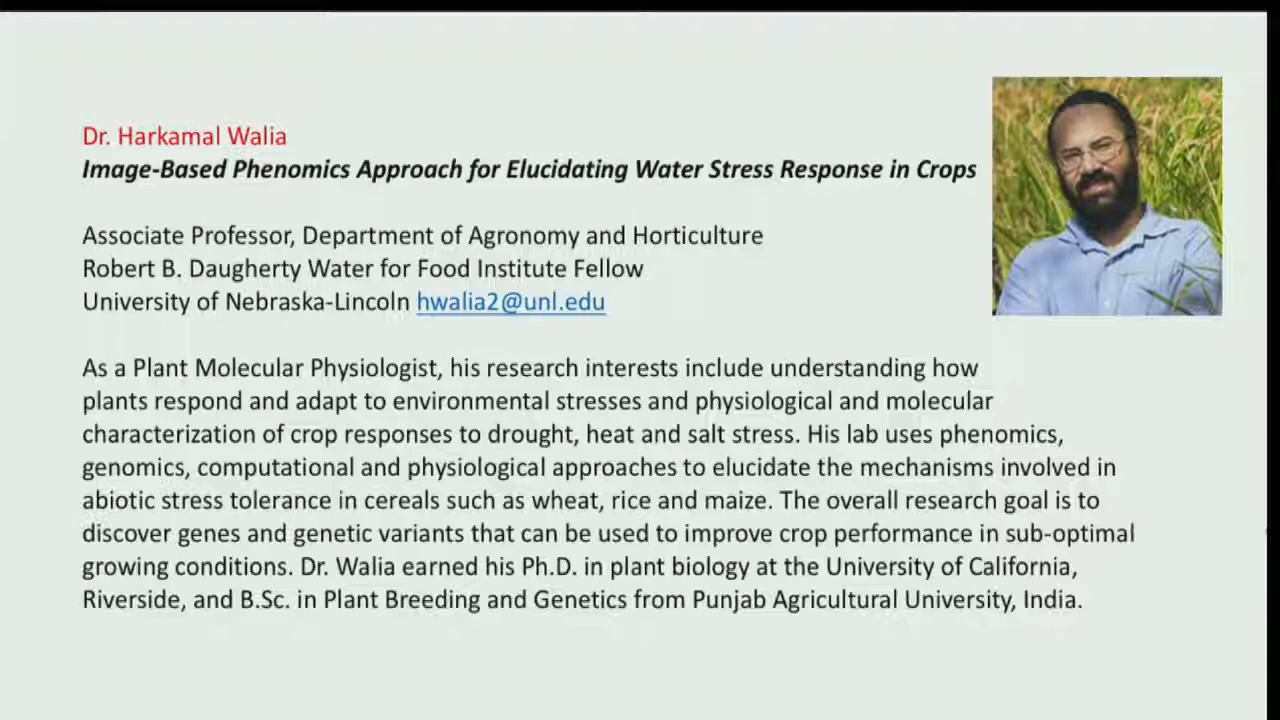 Dr. Harkamal Walia
Image-Based Phenomics Approach for Elucidating Water Stress Response in Crops
Associate Professor, Department of Agronomy and Horticulture
Robert B. Daugherty Water for Food Institute Fellow
University of Nebraska-Lincoln hwalia2@unl.edu
As a Plant Molecular Physiologist, his research interests include understanding how
plants respond and adapt to environmental stresses and physiological and molecular
characterization of crop responses to drought, heat and salt stress. His lab uses phenomics,
genomics, computational and physiological approaches to elucidate the mechanisms involved in
abiotic stress tolerance in cereals such as wheat, rice and maize. The overall research goal is to
discover genes and genetic variants that can be used to improve crop performance in sub-optimal
growing conditions. Dr. Walia earned his Ph.D. in plant biology at the University of California,
Riverside, and B.Sc. in Plant Breeding and Genetics from Punjab Agricultural University, India.